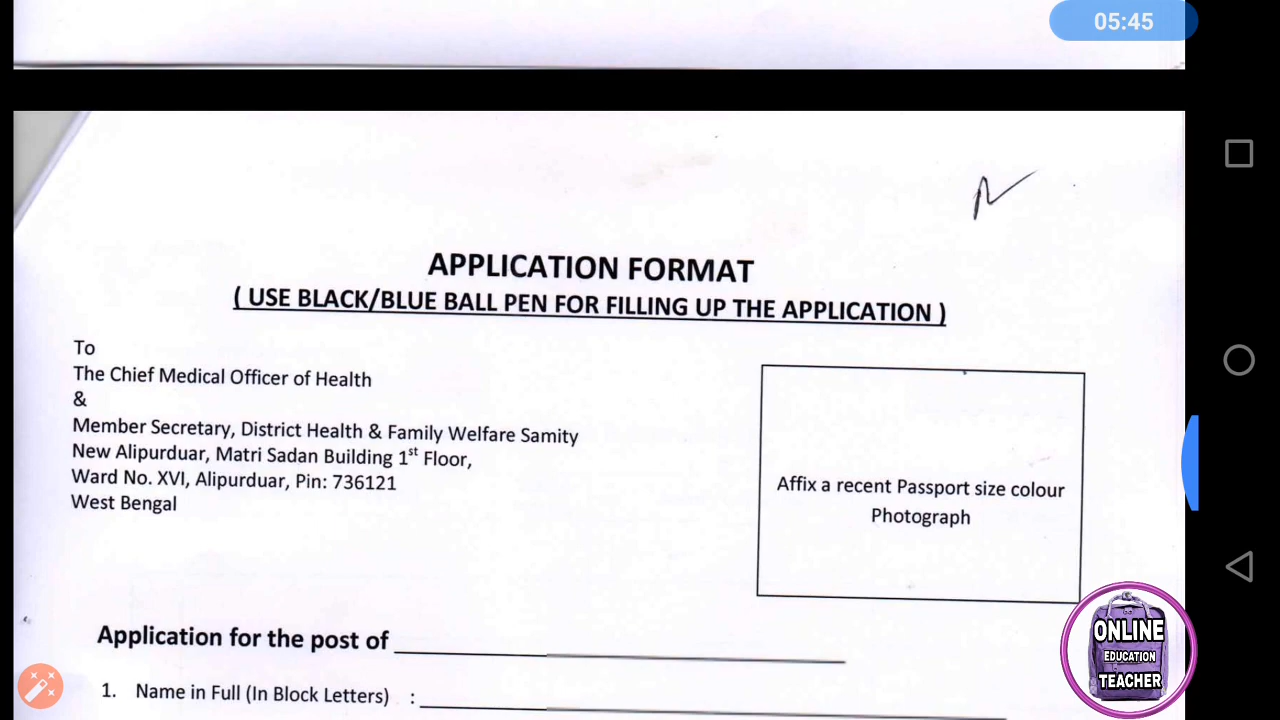 05:45
APPLICATION FORMAT
( USE BLACK/BLUE BALL PEN FOR FILLING UP THE APPLICATION )
To
The Chief Medical Officer of Health
&
Member Secretary, District Health & Family Welfare Samity
New Alipurduar, Matri Sadan Building 1st Floor,
Ward No. XVI, Alipurduar, Pin: 736121
West Bengal
Affix a recent Passport size colour
Photograph
Application for the post of
1. Name in Full (In Block Letters) :
ONLINE
EDUCATION
TEACHER